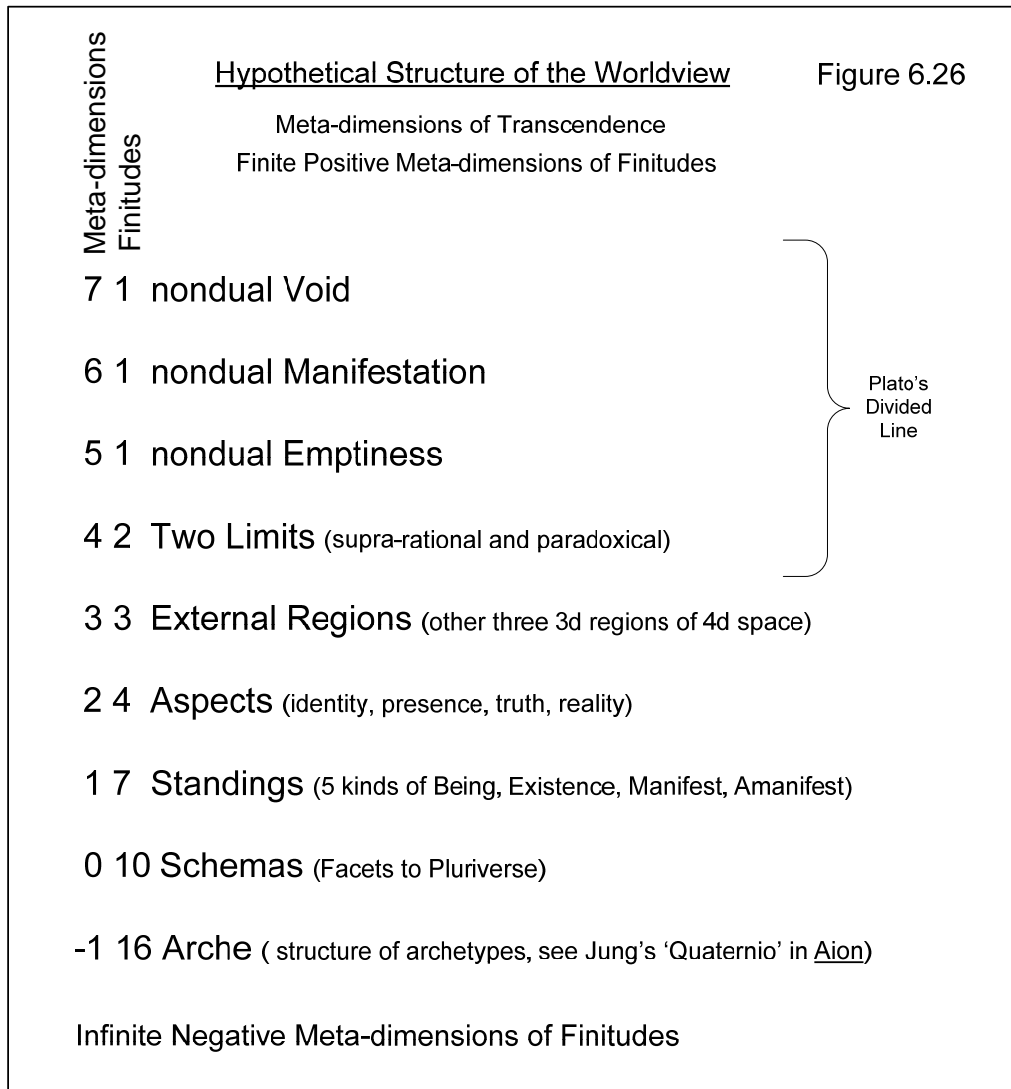 Meta-dimensions
Finitudes
Hypothetical Structure of the Worldview
Figure 6.26
Meta-dimensions of Transcendence
Finite Positive Meta-dimensions of Finitudes
7 1 nondual Void
6 1 nondual Manifestation
5 1 nondual Emptiness
4 2 Two Limits (supra-rational and paradoxical)
Plato's
Divided
Line
3 3 External Regions (other three 3d regions of 4d space)
2 4 Aspects (identity, presence, truth, reality)
1 7 Standings (5 kinds of Being, Existence, Manifest, Amanifest)
0 10 Schemas (Facets to Pluriverse)
-1 16 Arche ( structure of archetypes, see Jung's 'Quaternio' in Aion)
Infinite Negative Meta-dimensions of Finitudes